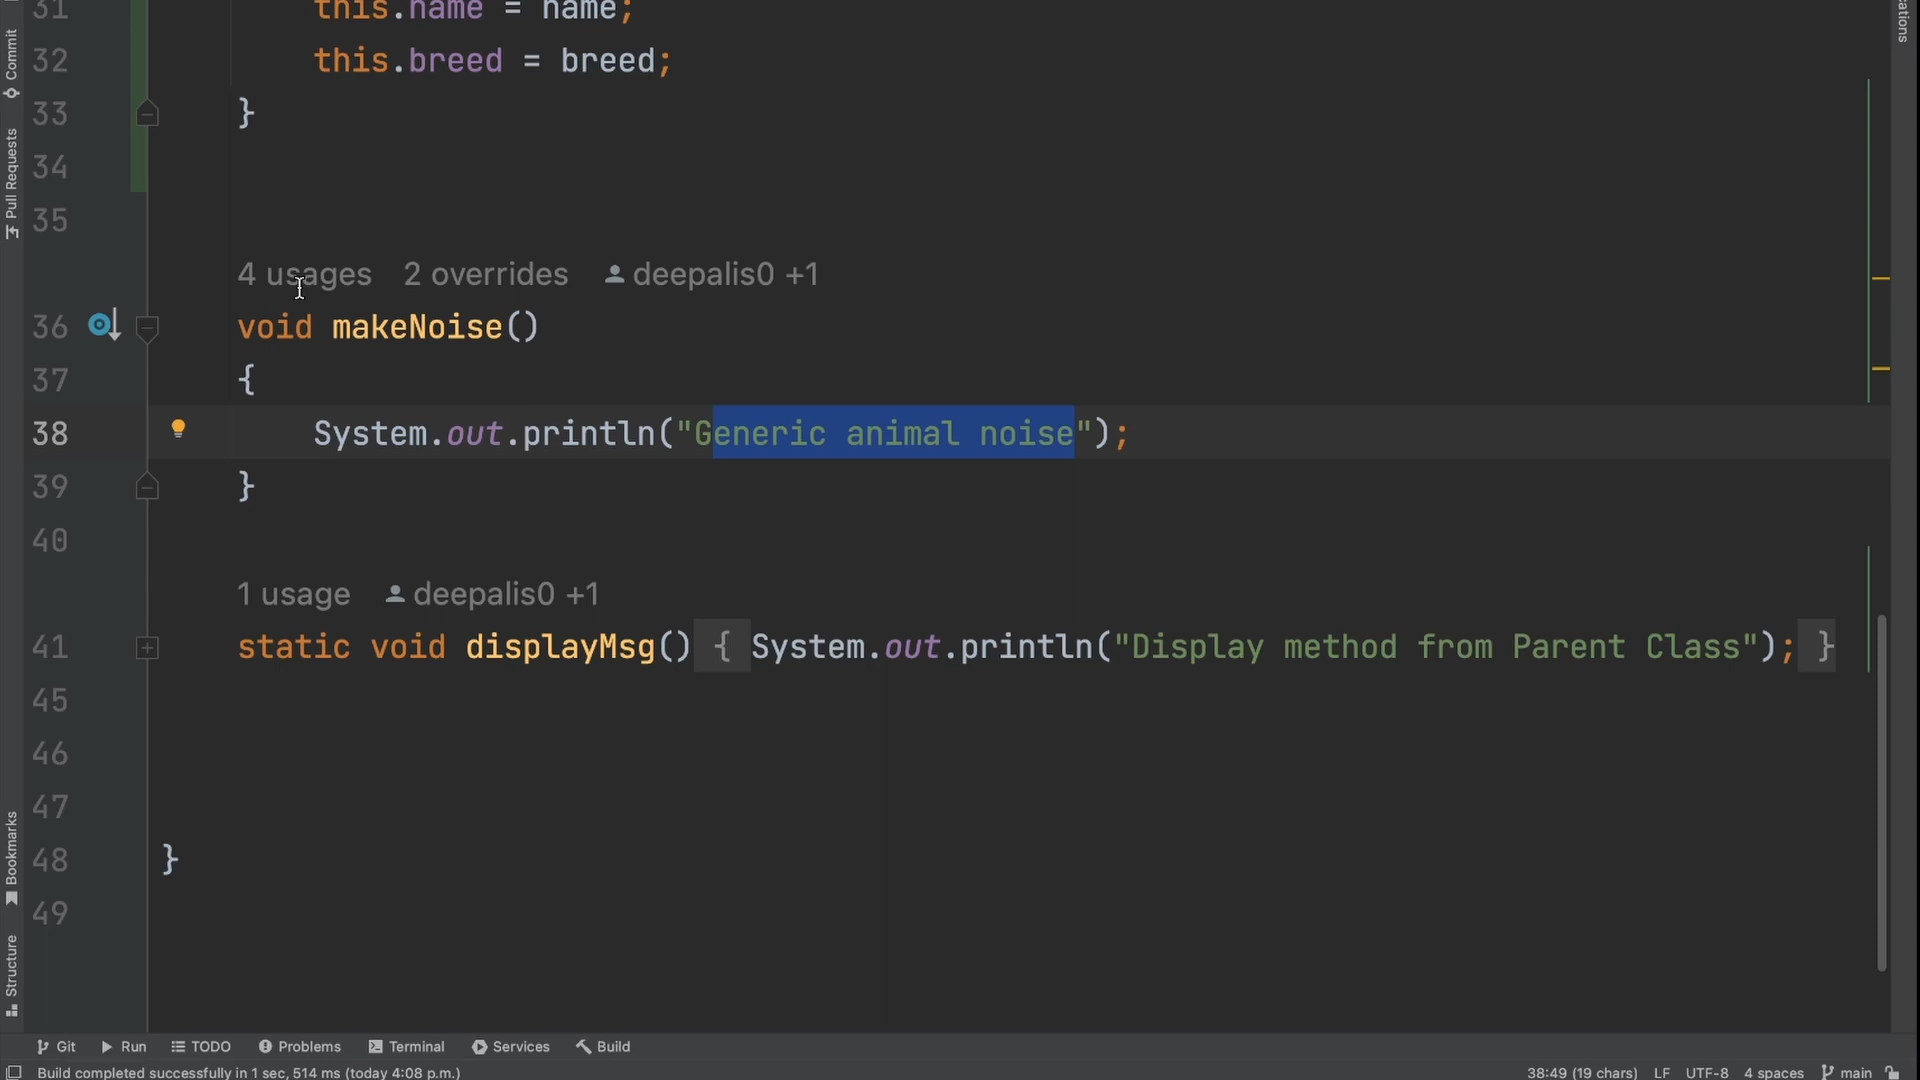 31 this.name = name;
32 this.breed = breed;
33 }
34
35
4 usages 2 overrides deepalis0 +1
36 void makeNoise()
37 {
38 System.out.println("Generic animal noise");
39 }
40
1 usage deepalis0 +1
41 static void displayMsg() { System.out.println("Display method from Parent Class"); }
45
46
47
48 }
49
Commit
Pull Requests
Bookmarks
Structure
Git Run TODO Problems Terminal Services Build
Build completed successfully in 1 sec, 514 ms (today 4:08 p.m.) 38:49 (19 chars) LF UTF-8 4 spaces main